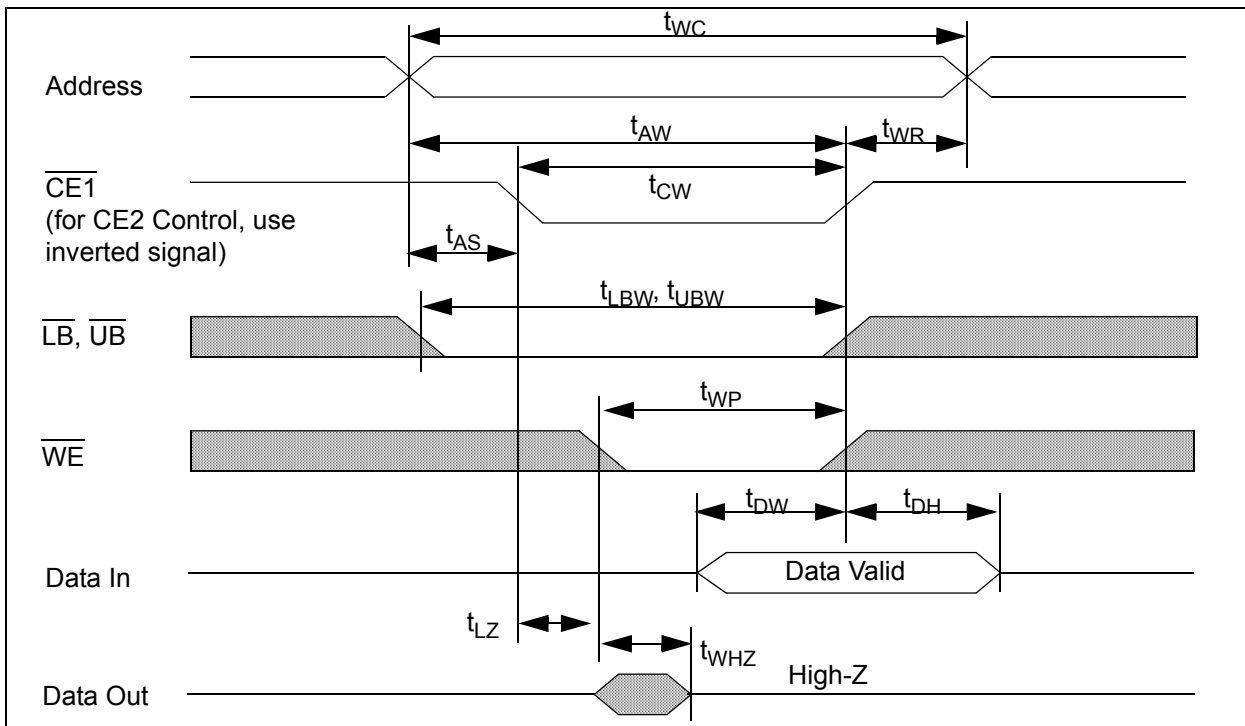 tWC
Address
tAW
tWR
CE1
tCW
(for CE2 Control, use
inverted signal)
tAS
tLBW, tUBW
LB, UB
tWP
WE
tDW
tDH
Data In
Data Valid
tLZ
tWHZ
High-Z
Data Out